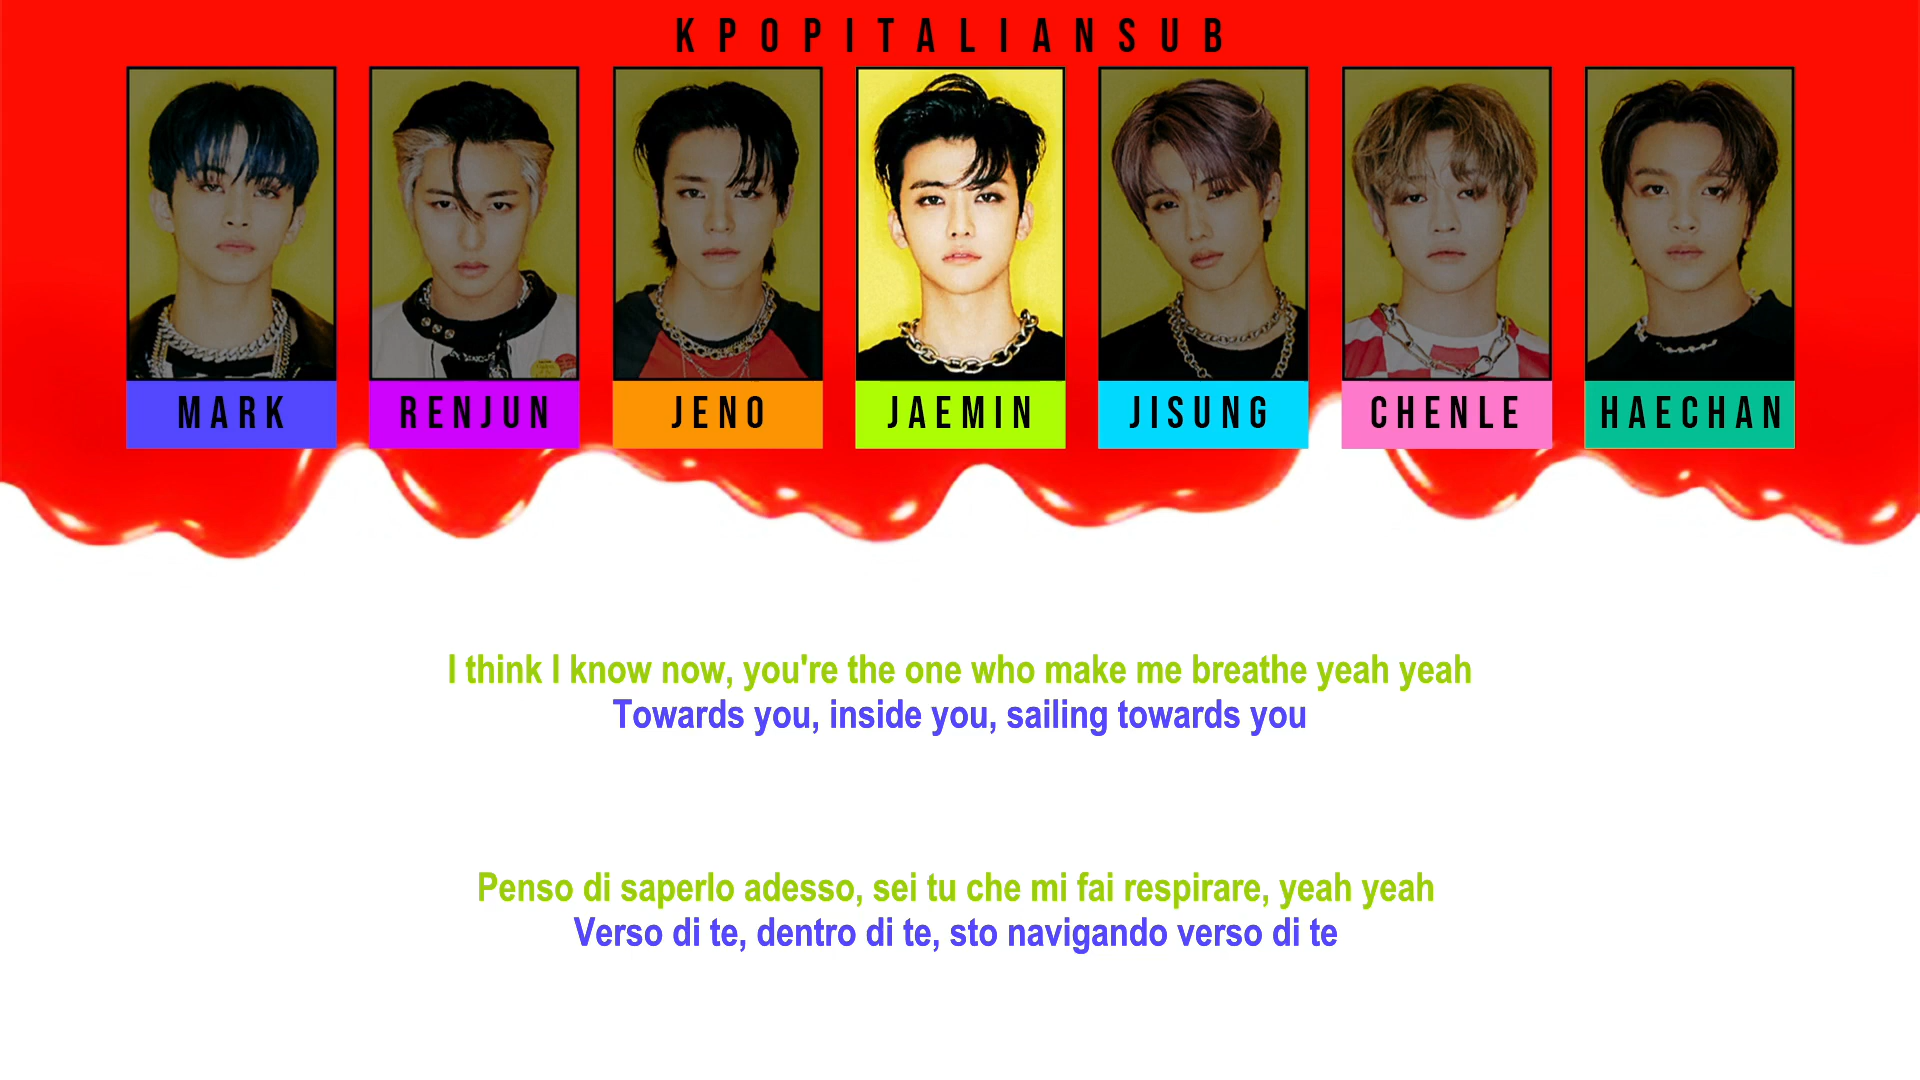 KPOPITALIANSUB
MARK RENJUN JENO JAEMIN JISUNG CHENLE HAECHAN
I think I know now, you're the one who make me breathe yeah yeah
Towards you, inside you, sailing towards you
Penso di saperlo adesso, sei tu che mi fai respirare, yeah yeah
Verso di te, dentro di te, sto navigando verso di te